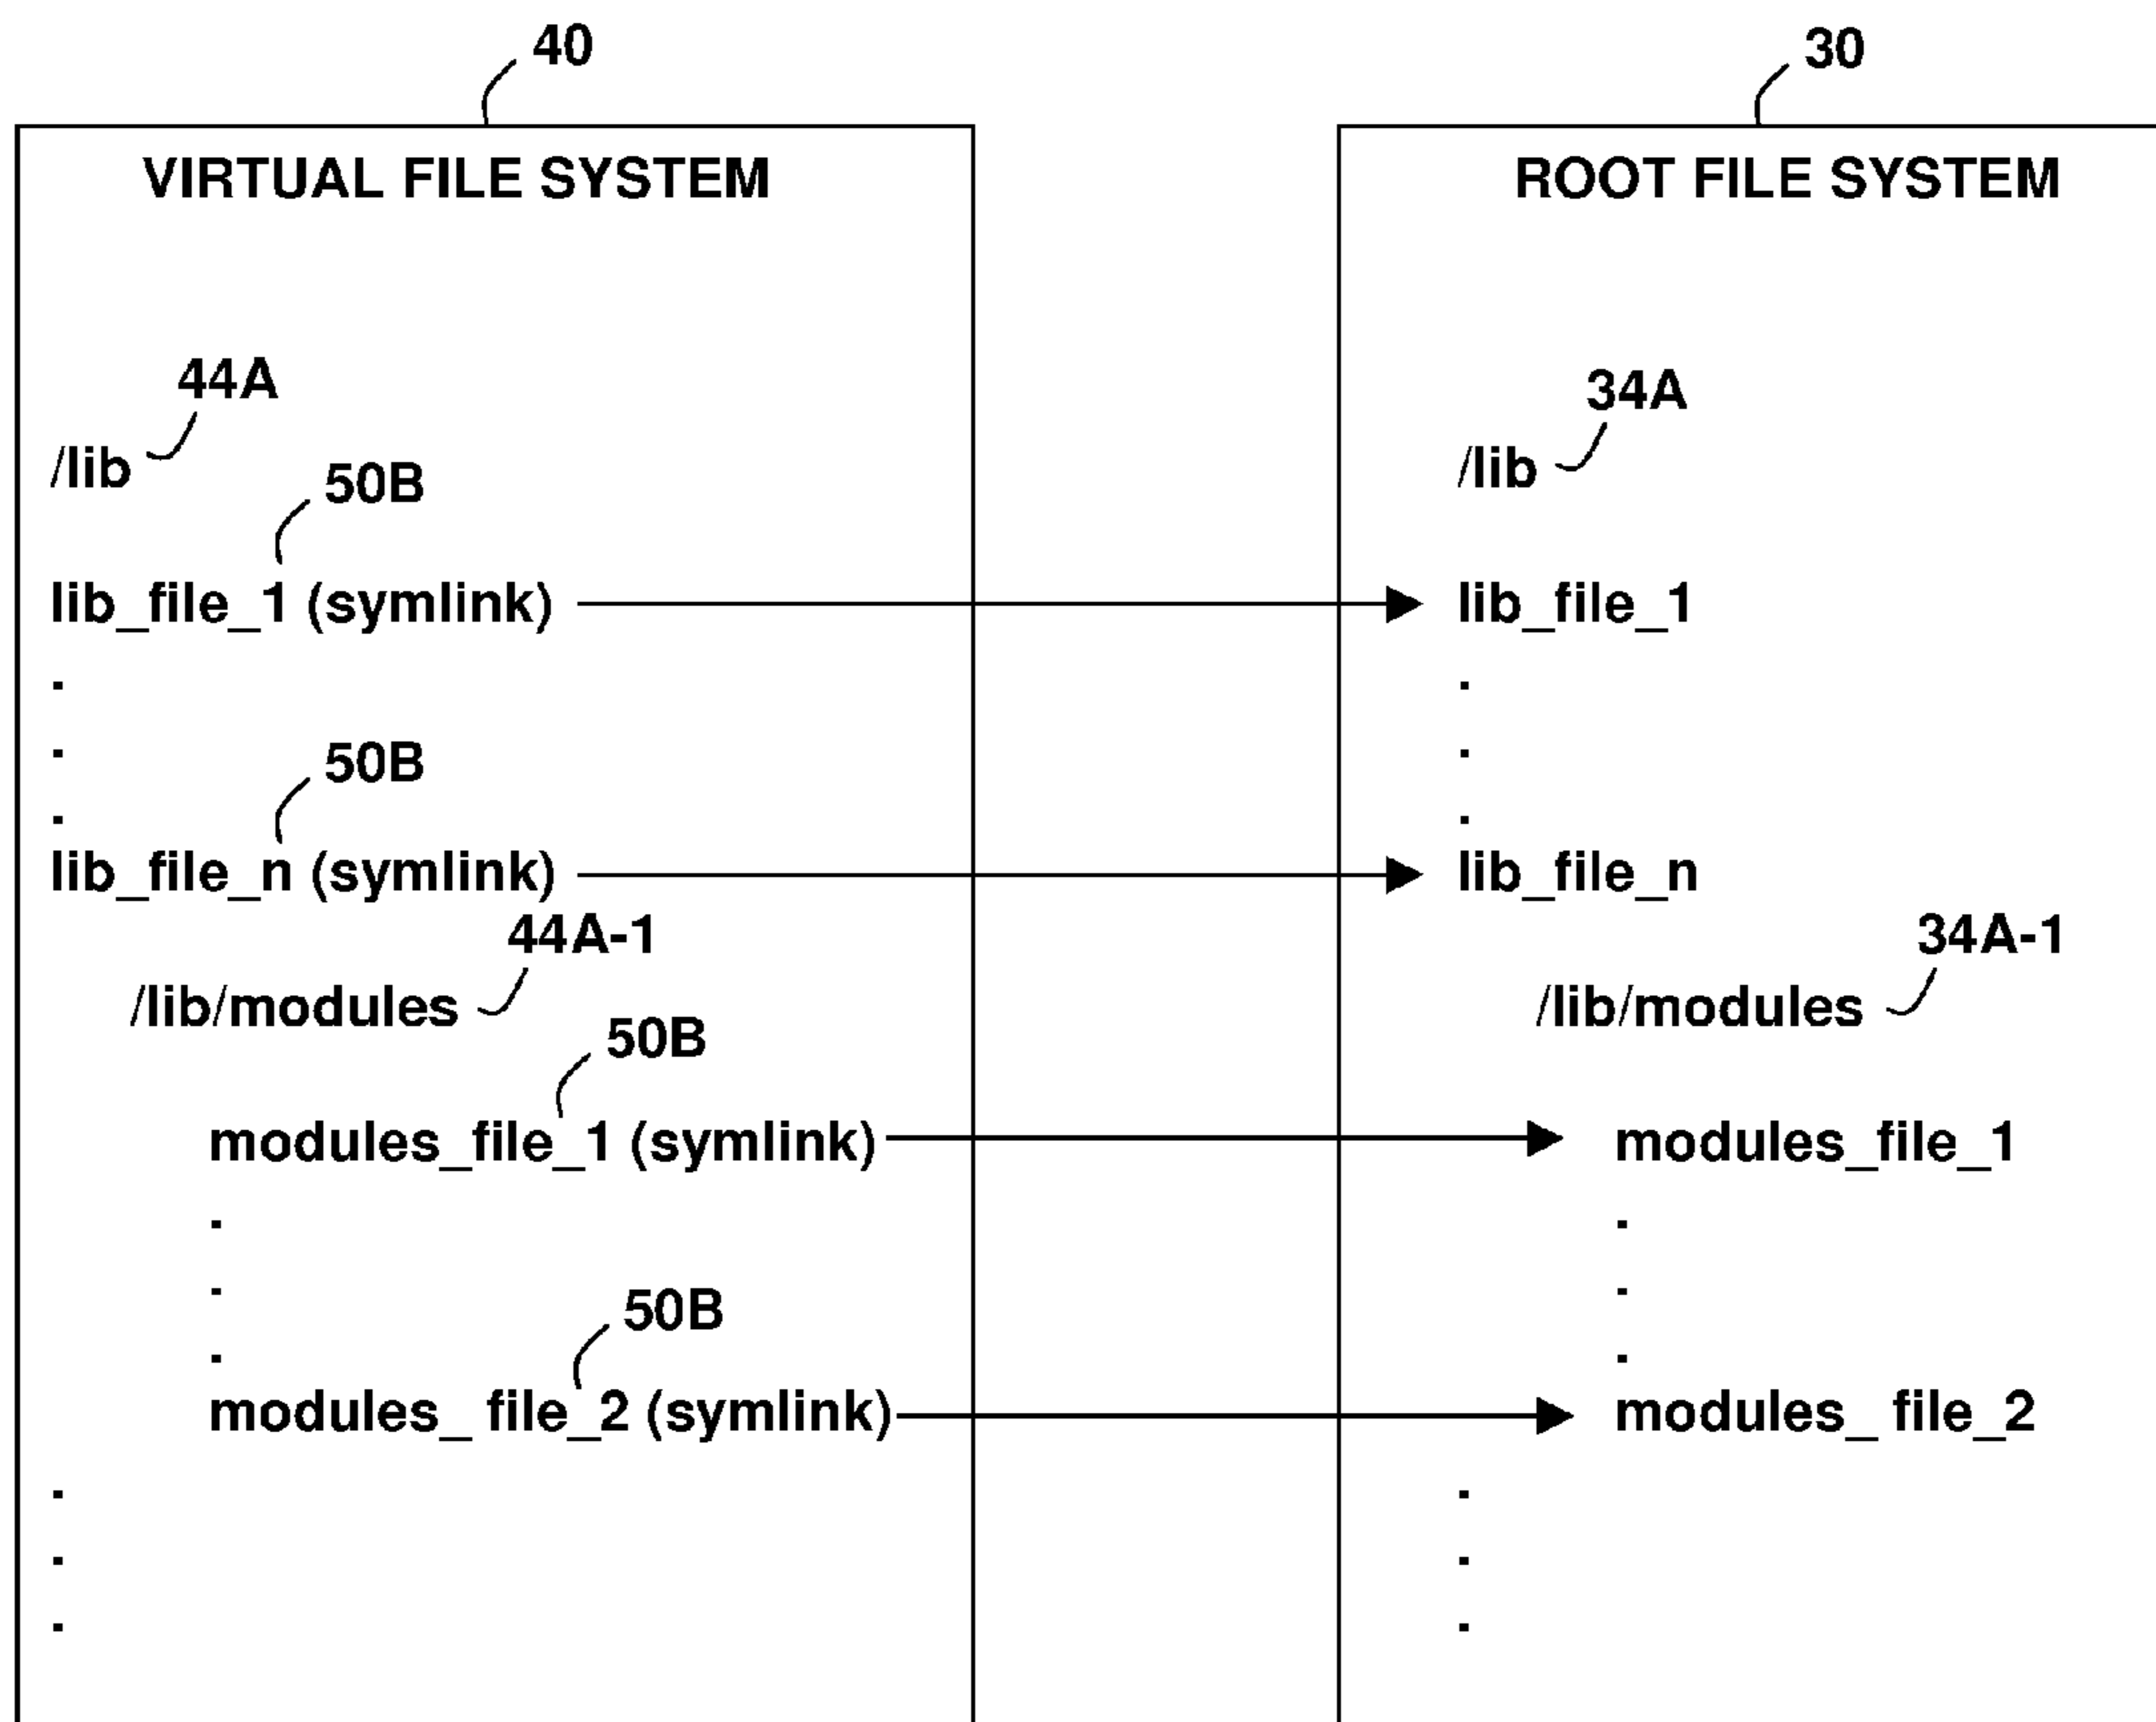 40
30
VIRTUAL FILE SYSTEM
ROOT FILE SYSTEM
44A
34A
/lib
/lib
50B
lib_file_1 (symlink)
lib_file_1
.
.
.
.
50B
.
.
lib_file_n (symlink)
lib_file_n
44A-1
34A-1
/lib/modules
/lib/modules
50B
modules_file_1 (symlink)
modules_file_1
.
.
.
.
50B
.
.
modules_ file_2 (symlink)
modules_ file_2
.
.
.
.
.
.